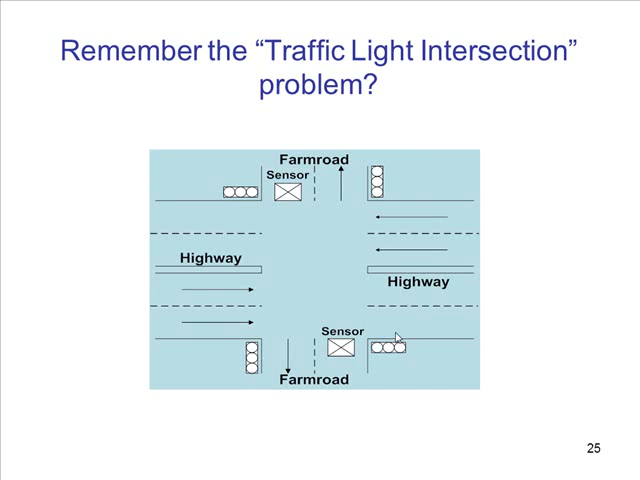 Remember the “Traffic Light Intersection”
problem?
Farmroad
Sensor
Highway
Highway
Sensor
Farmroad
25